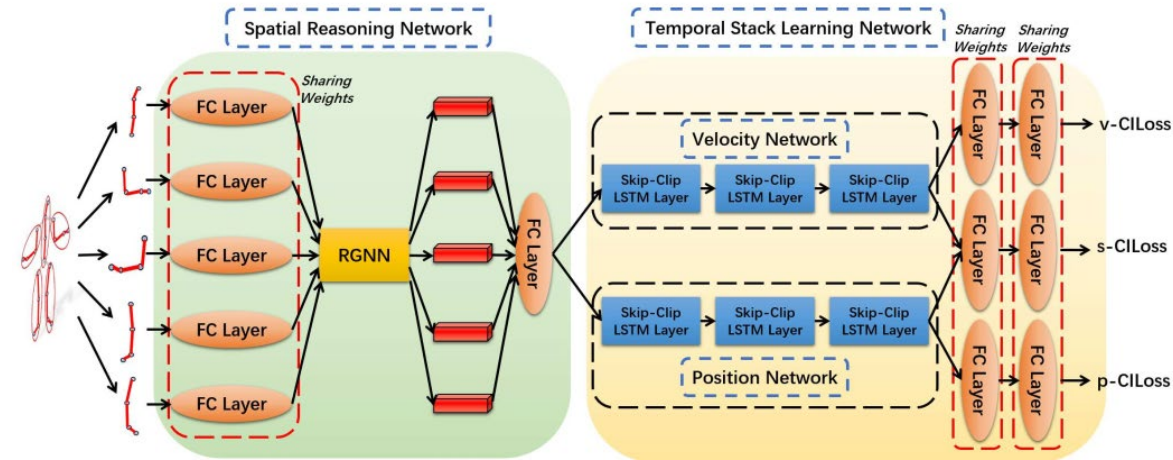 Spatial Reasoning Network
Temporal Stack Learning Network
Sharing
Weights
Sharing
Weights
Sharing
Weights
FC Layer
FC Layer
FC Layer
FC Layer
FC Layer
RGNN
FC Layer
Velocity Network
Skip-Clip
LSTM Layer
Skip-Clip
LSTM Layer
Skip-Clip
LSTM Layer
Skip-Clip
LSTM Layer
Skip-Clip
LSTM Layer
Skip-Clip
LSTM Layer
Position Network
FC Layer
FC Layer
v-CILoss
FC Layer
FC Layer
s-CILoss
FC Layer
FC Layer
p-CILoss